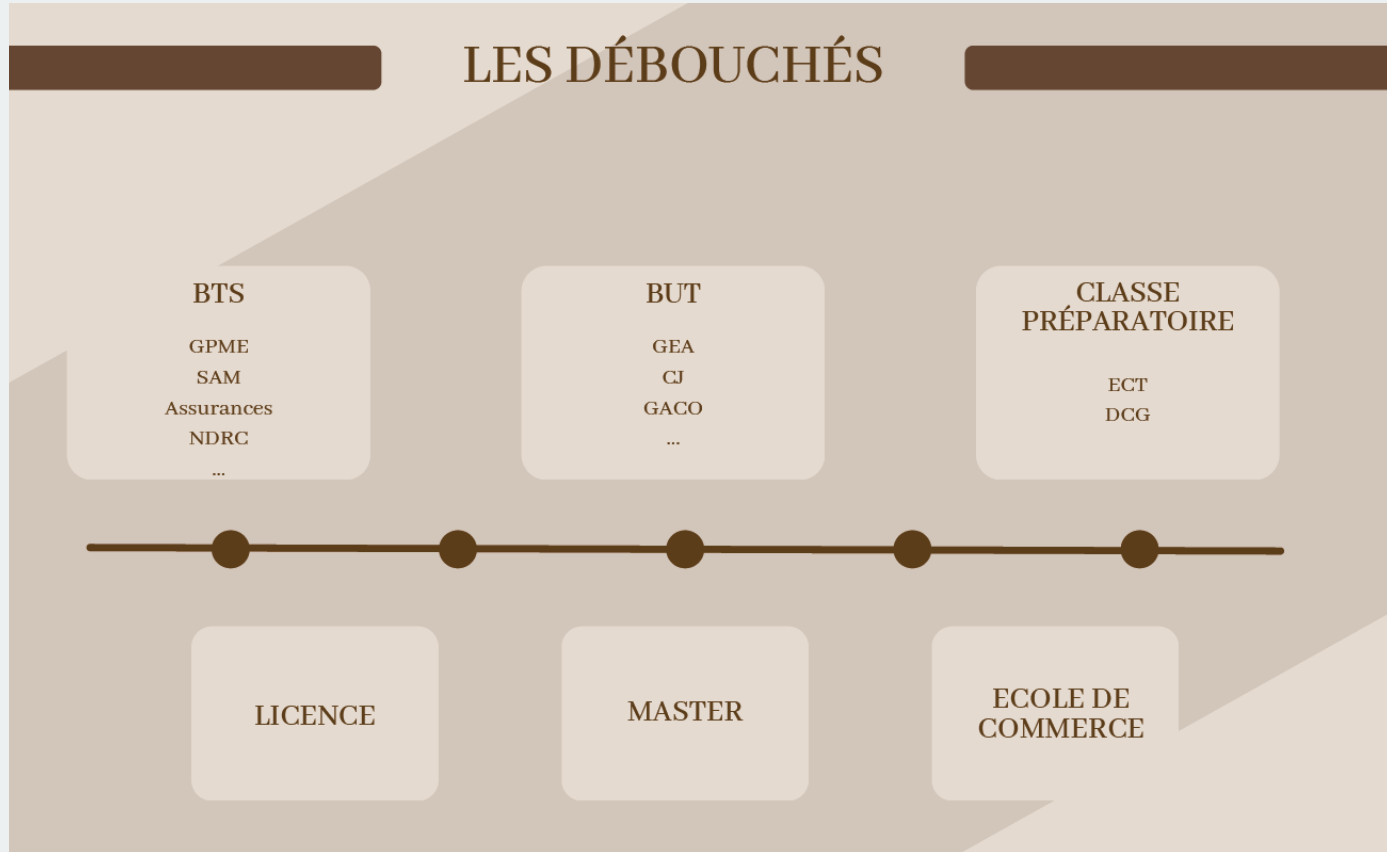 LES DÉBOUCHÉS
BTS
GPME
SAM
Assurances
NDRC
...
BUT
GEA
CJ
GACO
...
CLASSE
PRÉPARATOIRE
ECT
DCG
LICENCE
MASTER
ECOLE DE
COMMERCE